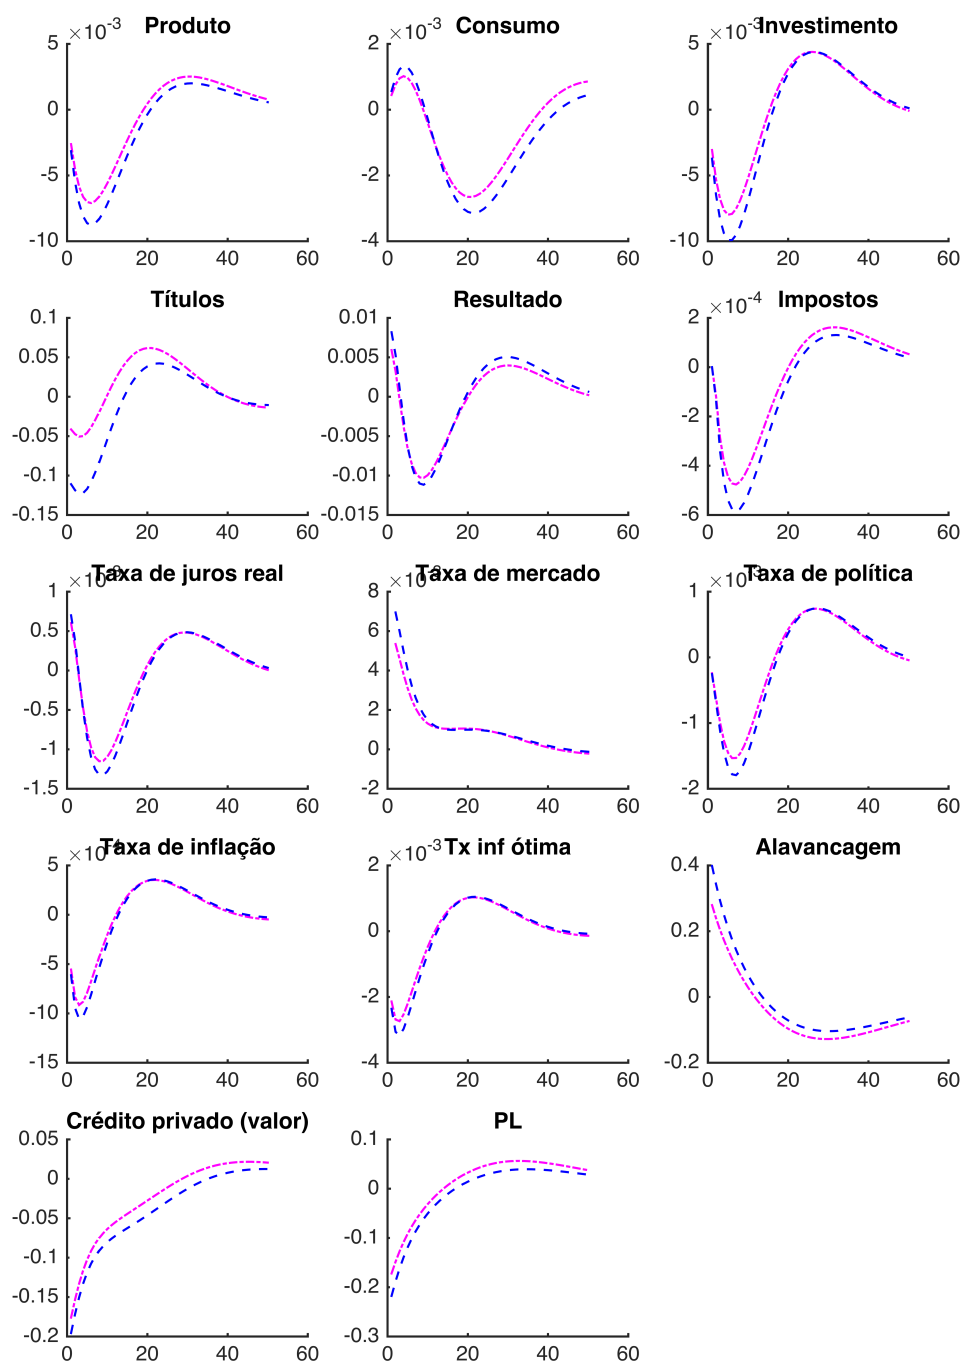 Produto
×10-3
5
0
-5
-10
0 20 40 60
Consumo
×10-3
2
0
-2
-4
0 20 40 60
Investimento
×10-3
5
0
-5
-10
0 20 40 60
Títulos
0.1
0.05
0
-0.05
-0.1
-0.15
0 20 40 60
Resultado
0.01
0.005
0
-0.005
-0.01
-0.015
0 20 40 60
Impostos
×10-4
2
0
-2
-4
-6
0 20 40 60
Taxa de juros real
1
0.5
0
-0.5
-1
-1.5
0 20 40 60
Taxa de mercado
8
6
4
2
0
-2
0 20 40 60
Taxa de política
1
0
-1
-2
0 20 40 60
Taxa de inflação
5
0
-5
-10
-15
0 20 40 60
Tx inf ótima
×10-3
2
0
-2
-4
0 20 40 60
Alavancagem
0.4
0.2
0
-0.2
0 20 40 60
Crédito privado (valor)
0.05
0
-0.05
-0.1
-0.15
-0.2
0 20 40 60
PL
0.1
0
-0.1
-0.2
-0.3
0 20 40 60